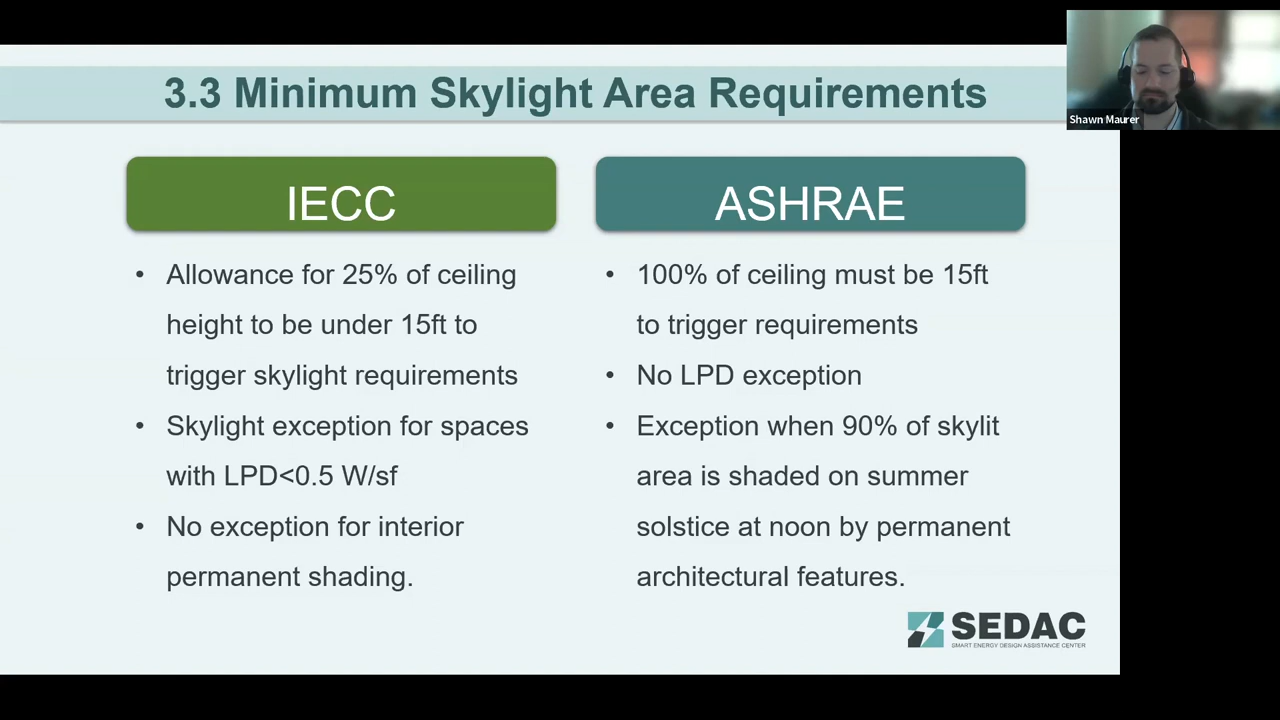 3.3 Minimum Skylight Area Requirements
Shawn Maurer
IECC
• Allowance for 25% of ceiling
height to be under 15ft to
trigger skylight requirements
• Skylight exception for spaces
with LPD<0.5 W/sf
• No exception for interior
permanent shading.
ASHRAE
• 100% of ceiling must be 15ft
to trigger requirements
• No LPD exception
• Exception when 90% of skylit
area is shaded on summer
solstice at noon by permanent
architectural features.
SEDAC
SMART ENERGY DESIGN ASSISTANCE CENTER